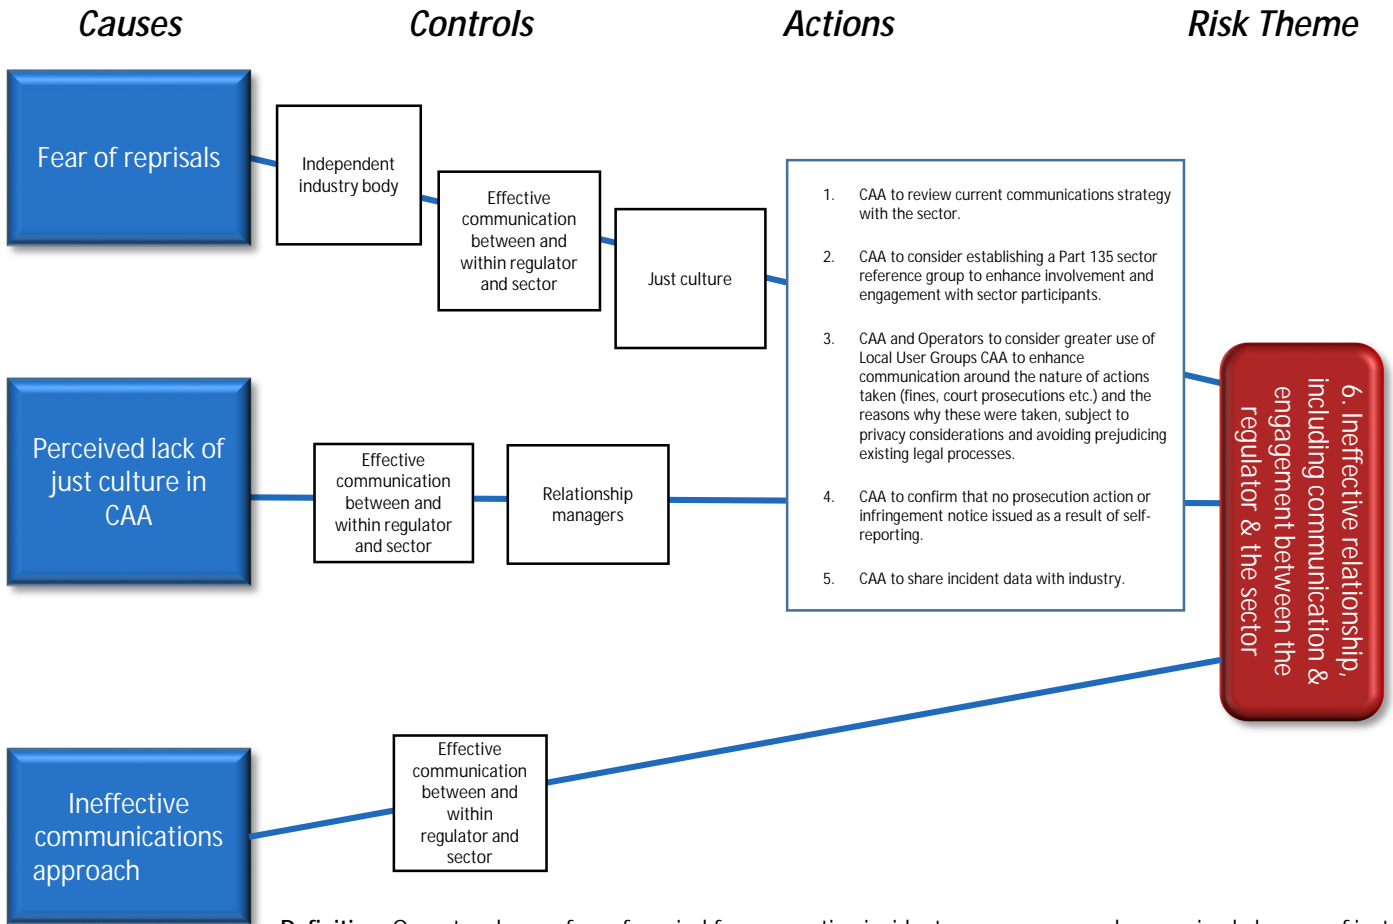 Causes
Controls
Actions
Risk Theme
Fear of reprisals
Independent
industry body
Effective
communication
between and
within regulator
and sector
Just culture
Perceived lack of
just culture in
CAA
Effective
communication
between and
within regulator
and sector
Relationship
managers
Ineffective
communications
approach
Effective
communication
between and
within
regulator and
sector
1. CAA to review current communications strategy
with the sector.
2. CAA to consider establishing a Part 135 sector
reference group to enhance involvement and
engagement with sector participants.
3. CAA and Operators to consider greater use of
Local User Groups CAA to enhance
communication around the nature of actions
taken (fines, court prosecutions etc.) and the
reasons why these were taken, subject to
privacy considerations and avoiding prejudicing
existing legal processes.
4. CAA to confirm that no prosecution action or
infringement notice issued as a result of self-
reporting.
5. CAA to share incident data with industry.
6. Ineffective relationship,
including communication &
engagement between the
regulator & the sector